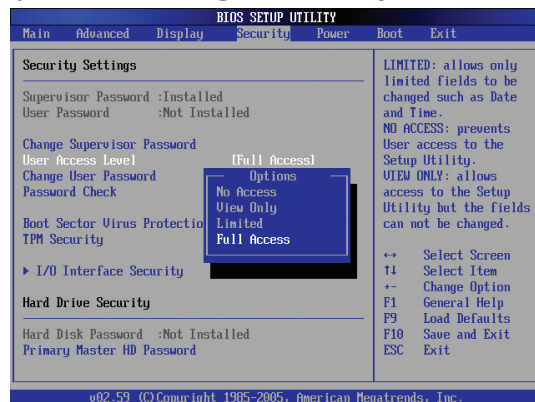 BIOS SETUP UTILITY
Main Advanced Display Security Power Boot Exit
Security Settings
Supervisor Password :Installed
User Password :Not Installed
Change Supervisor Password
User Access Level [Full Access]
Change User Password
Password Check
Boot Sector Virus Protectio
TPM Security
I/O Interface Security
Hard Drive Security
Hard Disk Password :Not Installed
Primary Master HD Password
Options
No Access
View Only
Limited
Full Access
LIMITED: allows only
limited fields to be
changed such as Date
and Time.
NO ACCESS: prevents
User access to the
Setup Utility.
VIEW ONLY: allows
access to the Setup
Utility but the fields
can not be changed.
↔ Select Screen
↑↓ Select Item
+- Change Option
F1 General Help
F9 Load Defaults
F10 Save and Exit
ESC Exit
v02.59 (C)Copyright 1985-2005, American Megatrends, Inc.